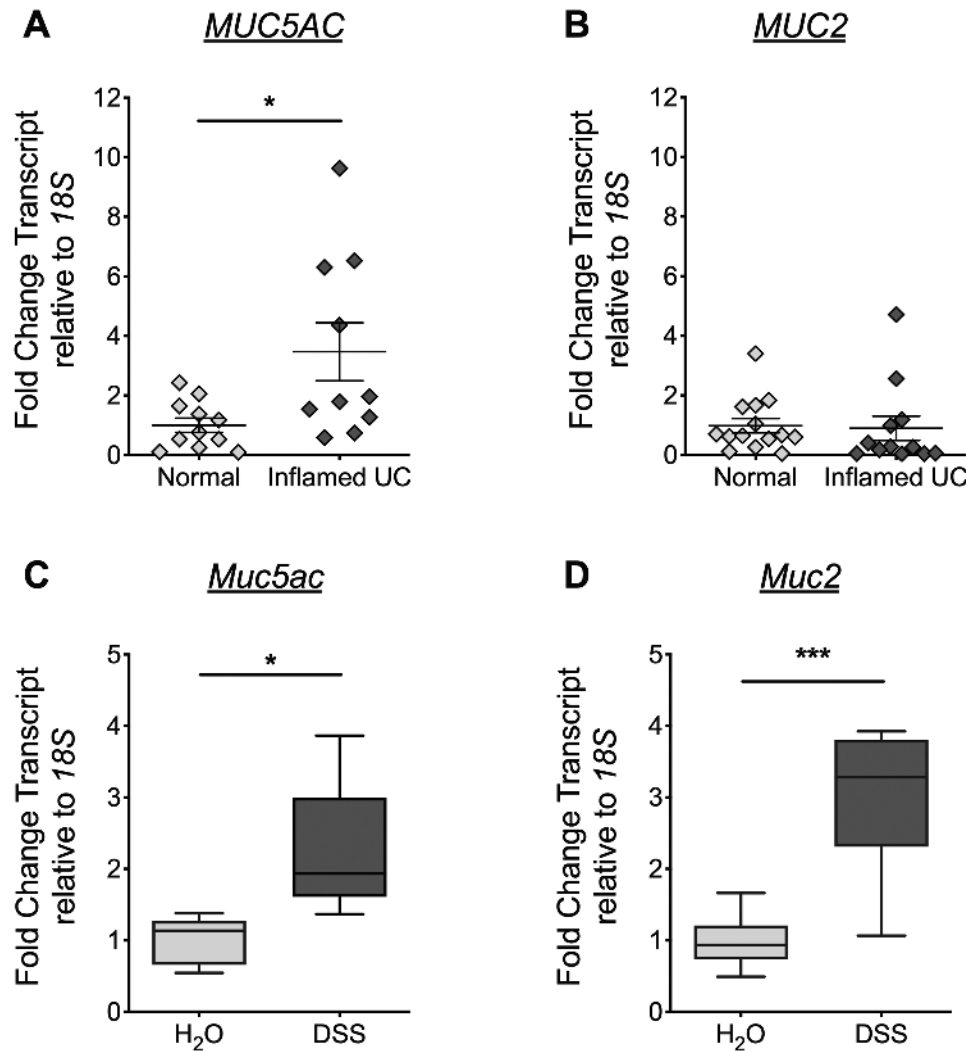 A MUC5AC
Fold Change Transcript
relative to 18S
12
10
8
6
4
2
0
*
Normal Inflamed UC
B MUC2
Fold Change Transcript
relative to 18S
12
10
8
6
4
2
0
Normal Inflamed UC
C Muc5ac
Fold Change Transcript
relative to 18S
5
4
3
2
1
0
*
H₂O DSS
D Muc2
Fold Change Transcript
relative to 18S
5
4
3
2
1
0
***
H₂O DSS